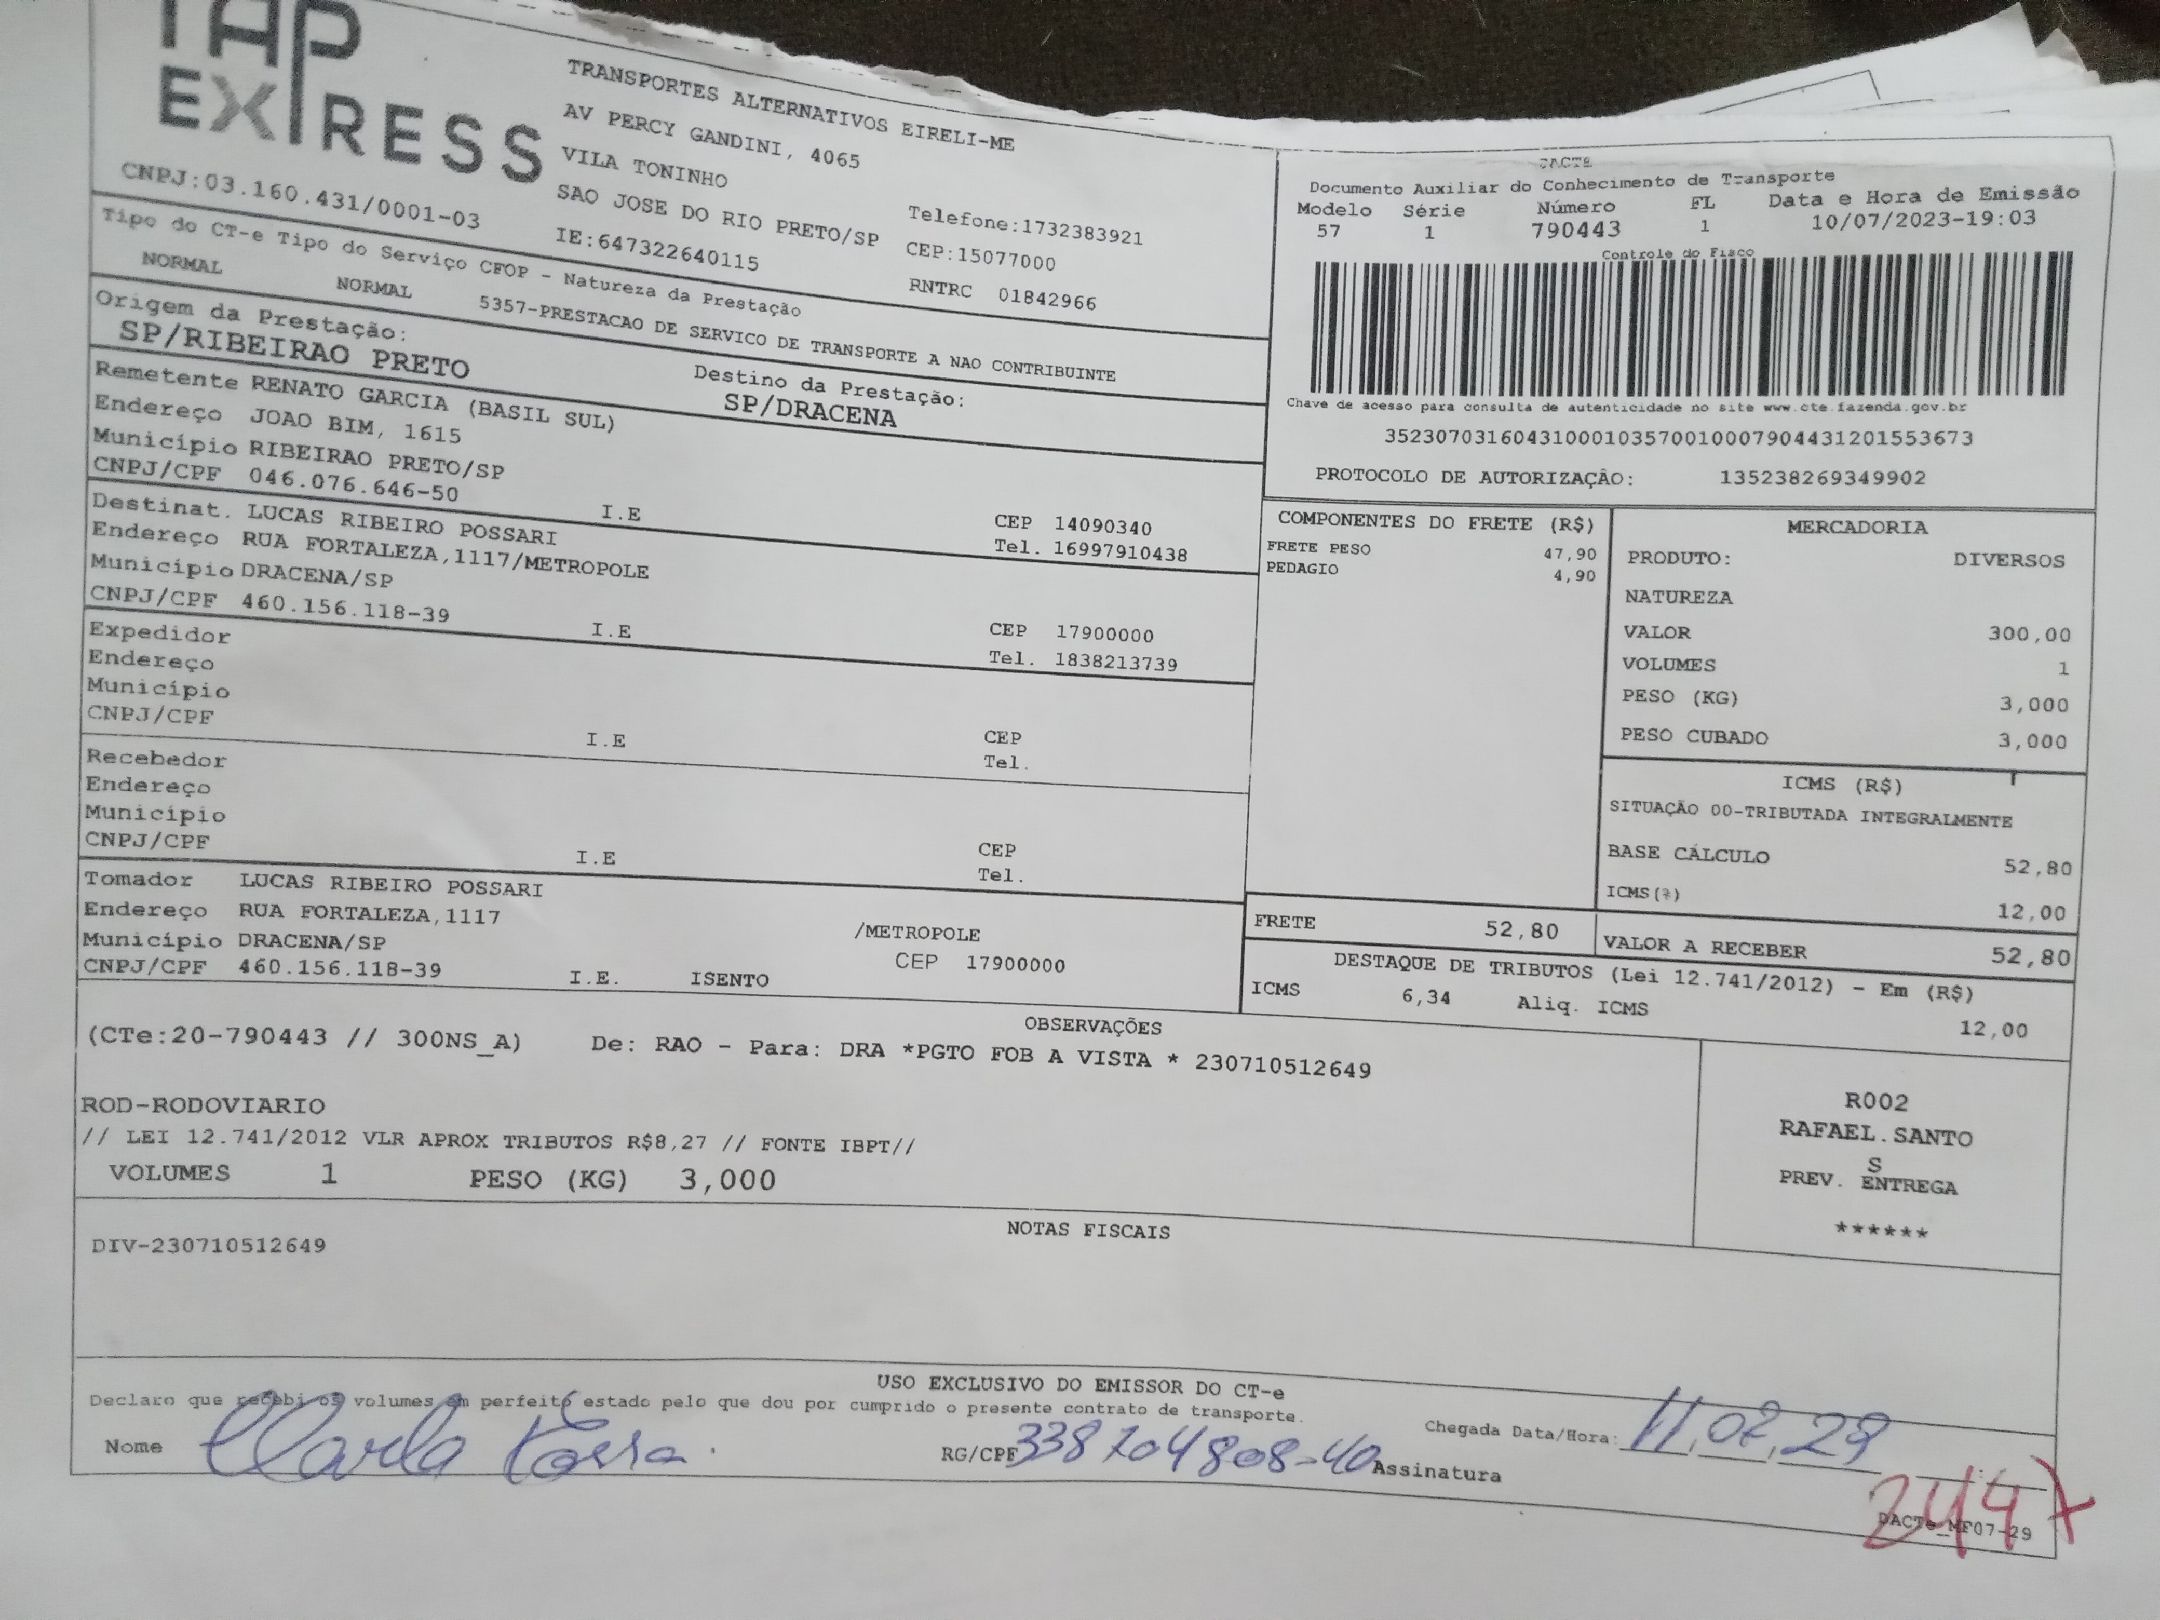 TAP
EXPRESS
CNPJ:03.160.431/0001-03
TRANSPORTES ALTERNATIVOS EIRELI-ME
AV PERCY GANDINI, 4065
VILA TONINHO
SAO JOSE DO RIO PRETO/SP
IE:647322640115
Telefone:1732383921
CEP:15077000
RNTRC 01842966
Tipo do CT-e Tipo do Serviço CFOP - Natureza da Prestação
NORMAL NORMAL 5357-PRESTACAO DE SERVICO DE TRANSPORTE A NAO CONTRIBUINTE
Origem da Prestação: Destino da Prestação:
SP/RIBEIRAO PRETO SP/DRACENA
DACTE
Documento Auxiliar do Conhecimento de Transporte
Modelo Série Número FL Data e Hora de Emissão
57 1 790443 1 10/07/2023-19:03
Controle do Fisco
Chave de acesso para consulta de autenticidade no site www.cte.fazenda.gov.br
35230703160431000103570010007904431201553673
PROTOCOLO DE AUTORIZAÇÃO: 135238269349902
Remetente RENATO GARCIA (BASIL SUL)
Endereço JOAO BIM, 1615
Município RIBEIRAO PRETO/SP CEP 14090340
CNPJ/CPF 046.076.646-50 I.E Tel. 16997910438
Destinat. LUCAS RIBEIRO POSSARI
Endereço RUA FORTALEZA,1117/METROPOLE
Município DRACENA/SP CEP 17900000
CNPJ/CPF 460.156.118-39 I.E Tel. 1838213739
Expedidor
Endereço
Município CEP
CNPJ/CPF I.E Tel.
Recebedor
Endereço
Município CEP
CNPJ/CPF I.E Tel.
Tomador LUCAS RIBEIRO POSSARI
Endereço RUA FORTALEZA,1117 /METROPOLE
Município DRACENA/SP CEP 17900000
CNPJ/CPF 460.156.118-39 I.E. ISENTO
COMPONENTES DO FRETE (R$)
FRETE PESO 47,90
PEDAGIO 4,90
MERCADORIA
PRODUTO: DIVERSOS
NATUREZA
VALOR 300,00
VOLUMES 1
PESO (KG) 3,000
PESO CUBADO 3,000
ICMS (R$)
SITUAÇÃO 00-TRIBUTADA INTEGRALMENTE
BASE CÁLCULO 52,80
ICMS(%) 12,00
FRETE 52,80 VALOR A RECEBER 52,80
DESTAQUE DE TRIBUTOS (Lei 12.741/2012) - Em (R$)
ICMS 6,34 Aliq. ICMS 12,00
OBSERVAÇÕES
(CTe:20-790443 // 300NS_A) De: RAO - Para: DRA *PGTO FOB A VISTA * 230710512649
ROD-RODOVIARIO
// LEI 12.741/2012 VLR APROX TRIBUTOS R$8,27 // FONTE IBPT//
VOLUMES 1 PESO (KG) 3,000
R002
RAFAEL.SANTO
S
PREV. ENTREGA
******
NOTAS FISCAIS
DIV-230710512649
USO EXCLUSIVO DO EMISSOR DO CT-e
Declaro que recebi os volumes em perfeito estado pelo que dou por cumprido o presente contrato de transporte.
Chegada Data/Hora:
Nome RG/CPF 338704808-40 Assinatura
2447
DACTe_MF07-29